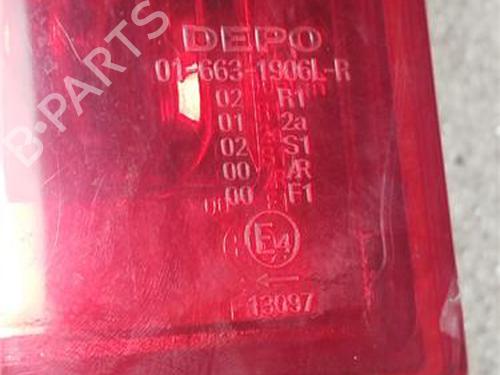 DEPO
01-663-1906L-R
02 R1
01 2a
02 S1
00 AR
00 F1
E4
13097
B-PARTS